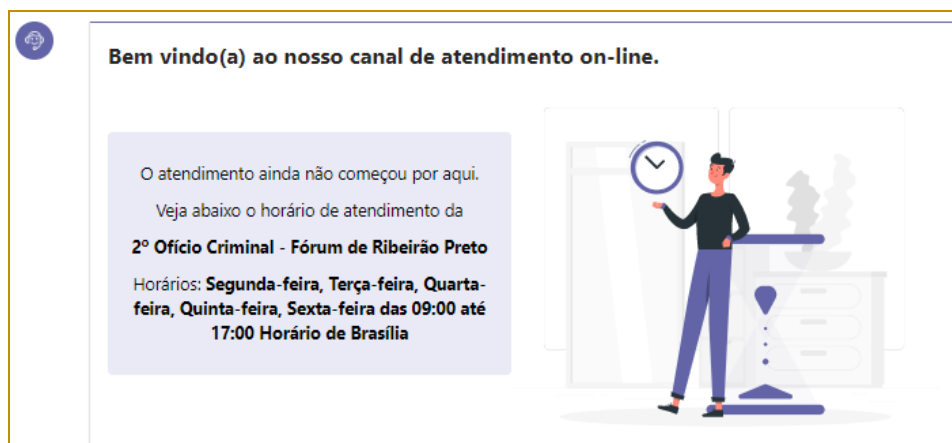 Bem vindo(a) ao nosso canal de atendimento on-line.
O atendimento ainda não começou por aqui.
Veja abaixo o horário de atendimento da
2º Ofício Criminal - Fórum de Ribeirão Preto
Horários: Segunda-feira, Terça-feira, Quarta-
feira, Quinta-feira, Sexta-feira das 09:00 até
17:00 Horário de Brasília